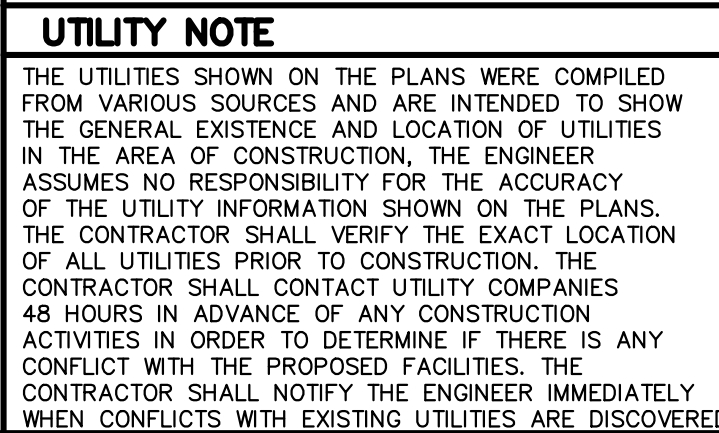 UTILITY NOTE
THE UTILITIES SHOWN ON THE PLANS WERE COMPILED
FROM VARIOUS SOURCES AND ARE INTENDED TO SHOW
THE GENERAL EXISTENCE AND LOCATION OF UTILITIES
IN THE AREA OF CONSTRUCTION, THE ENGINEER
ASSUMES NO RESPONSIBILITY FOR THE ACCURACY
OF THE UTILITY INFORMATION SHOWN ON THE PLANS.
THE CONTRACTOR SHALL VERIFY THE EXACT LOCATION
OF ALL UTILITIES PRIOR TO CONSTRUCTION. THE
CONTRACTOR SHALL CONTACT UTILITY COMPANIES
48 HOURS IN ADVANCE OF ANY CONSTRUCTION
ACTIVITIES IN ORDER TO DETERMINE IF THERE IS ANY
CONFLICT WITH THE PROPOSED FACILITIES. THE
CONTRACTOR SHALL NOTIFY THE ENGINEER IMMEDIATELY
WHEN CONFLICTS WITH EXISTING UTILITIES ARE DISCOVERED